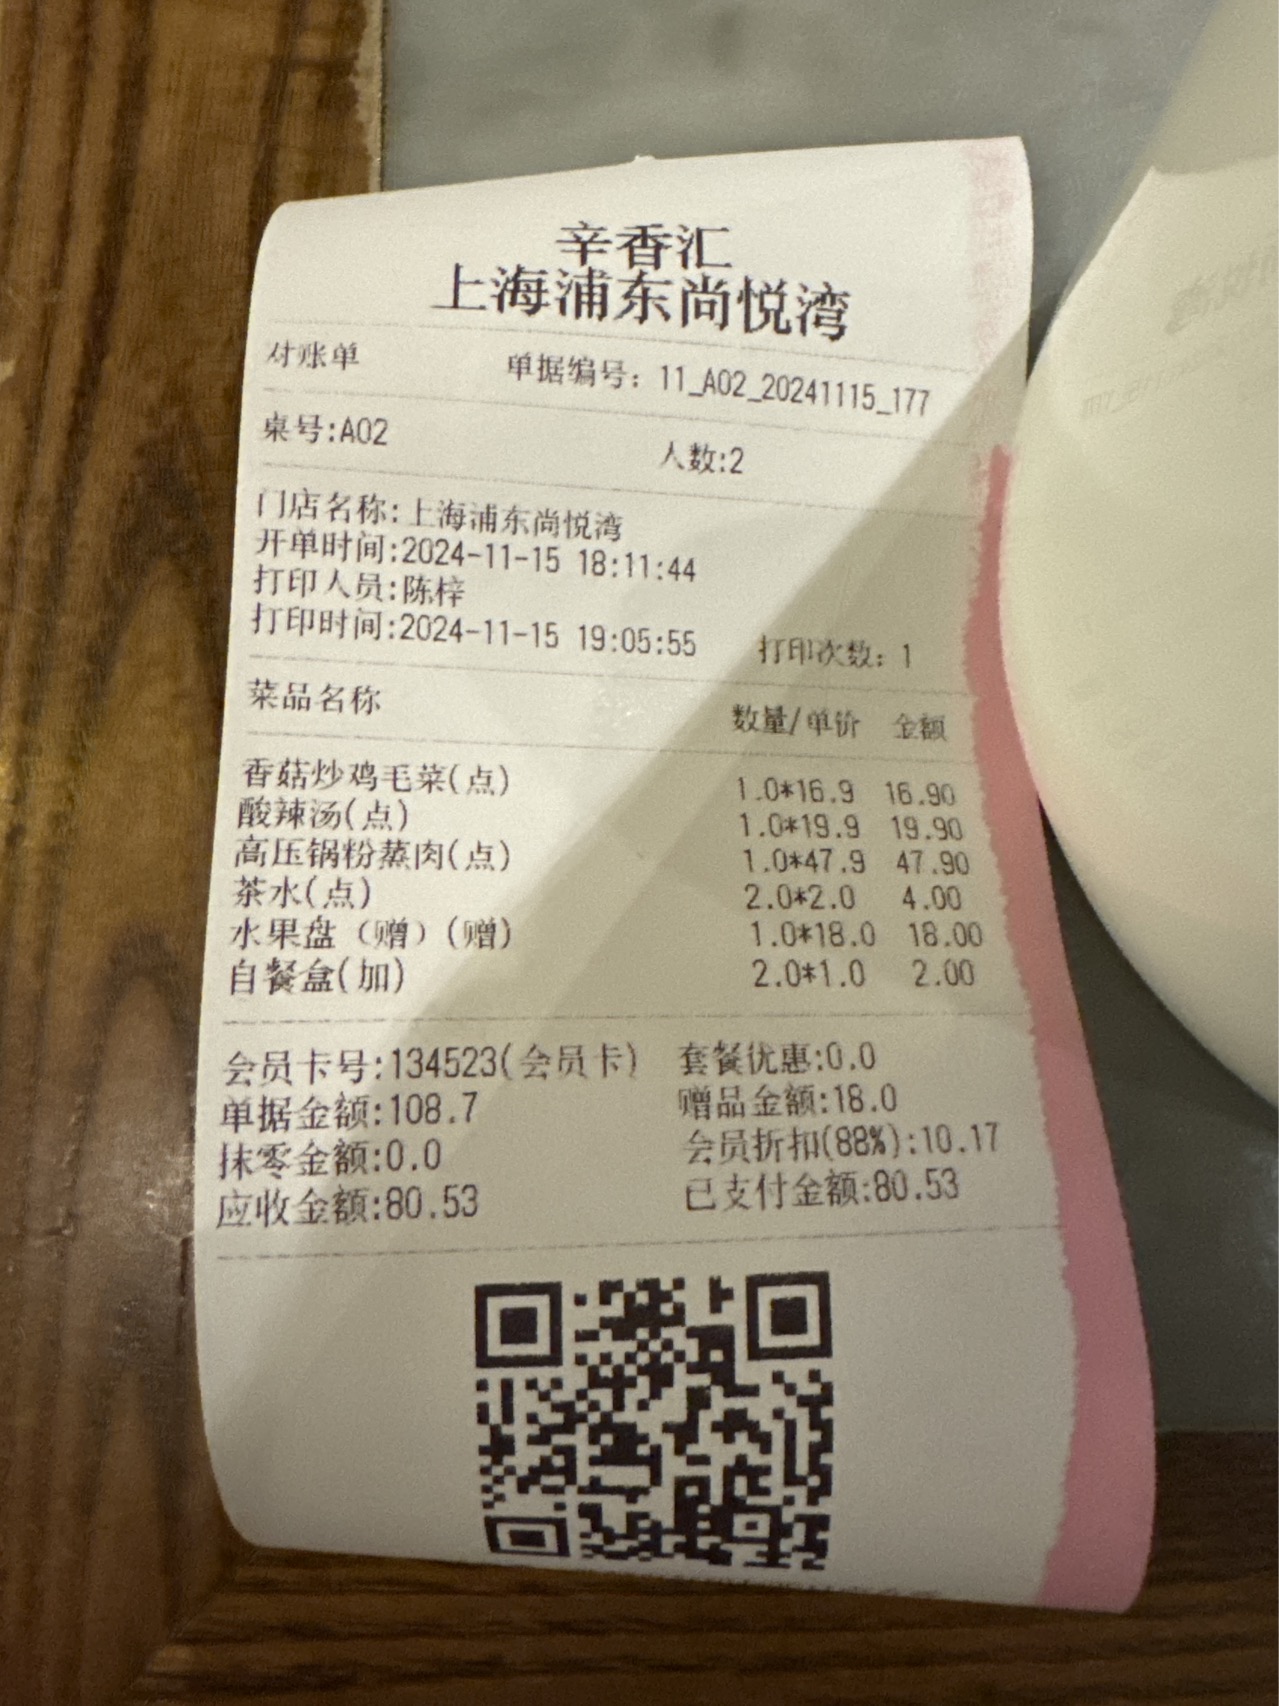 辛香汇
上海浦东尚悦湾
对账单 单据编号：11_A02_20241115_177
桌号:A02 人数:2
门店名称:上海浦东尚悦湾
开单时间:2024-11-15 18:11:44
打印人员:陈梓
打印时间:2024-11-15 19:05:55 打印次数：1
菜品名称 数量/单价 金额
香菇炒鸡毛菜(点) 1.0*16.9 16.90
酸辣汤(点) 1.0*19.9 19.90
高压锅粉蒸肉(点) 1.0*47.9 47.90
茶水(点) 2.0*2.0 4.00
水果盘（赠）(赠) 1.0*18.0 18.00
自餐盒(加) 2.0*1.0 2.00
会员卡号:134523(会员卡) 套餐优惠:0.0
单据金额:108.7 赠品金额:18.0
抹零金额:0.0 会员折扣(88%):10.17
应收金额:80.53 已支付金额:80.53